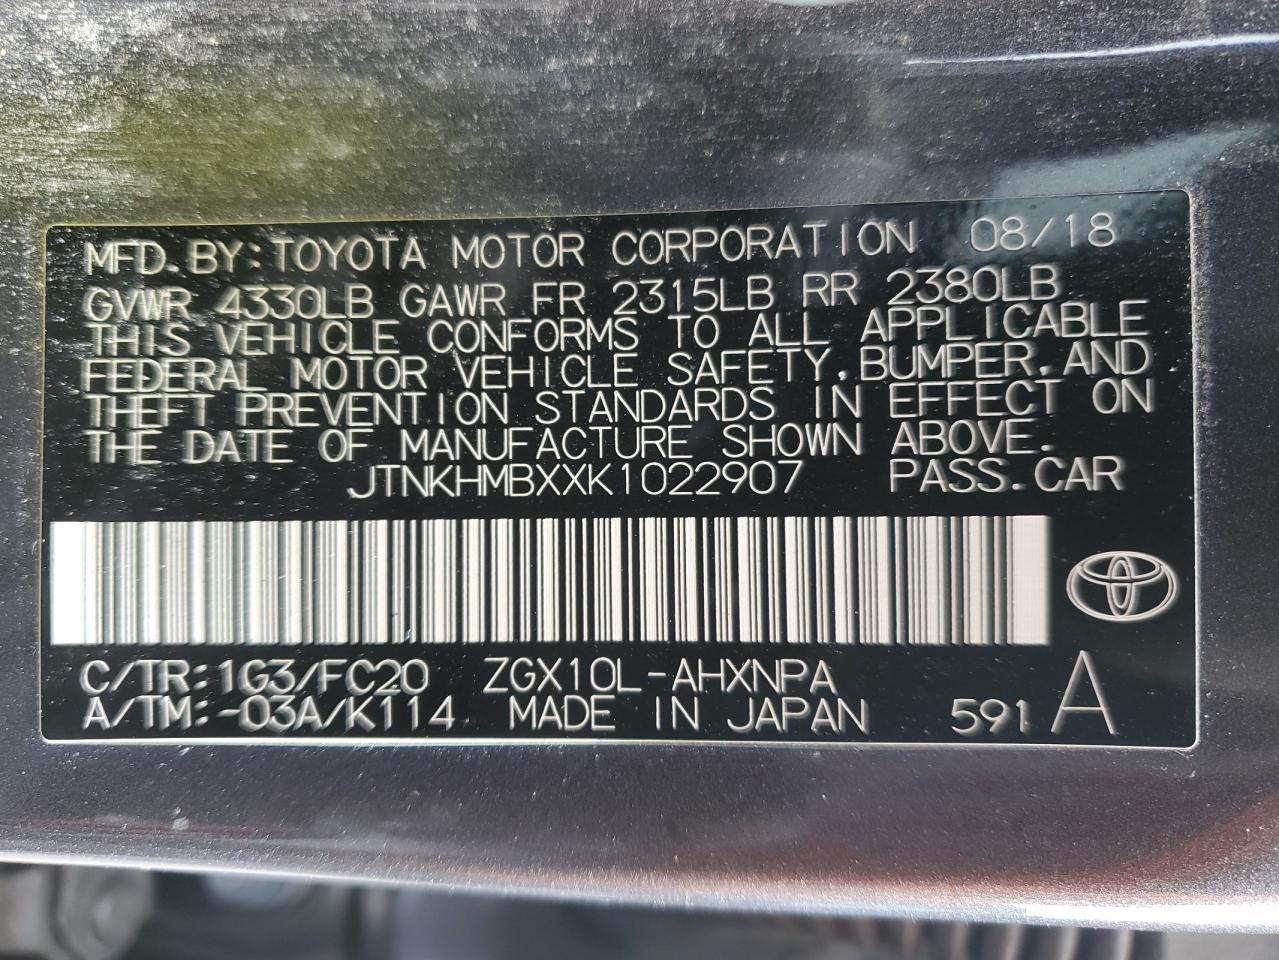 MFD. BY: TOYOTA MOTOR CORPORATION 08/18
GVWR 4330LB GAWR FR 2315LB RR 2380LB
THIS VEHICLE CONFORMS TO ALL APPLICABLE
FEDERAL MOTOR VEHICLE SAFETY, BUMPER, AND
THEFT PREVENTION STANDARDS IN EFFECT ON
THE DATE OF MANUFACTURE SHOWN ABOVE.
JTNKHMBXXK1022907 PASS. CAR
C/TR: 1G3/FC20 ZGX10L-AHXNPA
A/TM: -03A/K114 MADE IN JAPAN 591 A